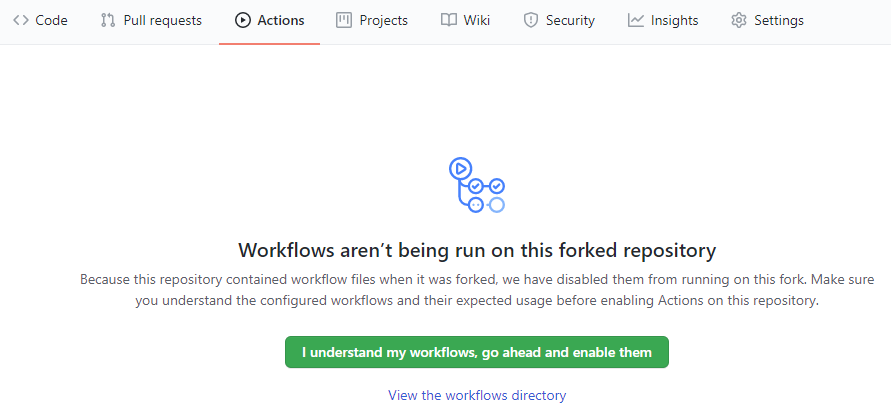 Code Pull requests Actions Projects Wiki Security Insights Settings
Workflows aren’t being run on this forked repository
Because this repository contained workflow files when it was forked, we have disabled them from running on this fork. Make sure
you understand the configured workflows and their expected usage before enabling Actions on this repository.
I understand my workflows, go ahead and enable them
View the workflows directory